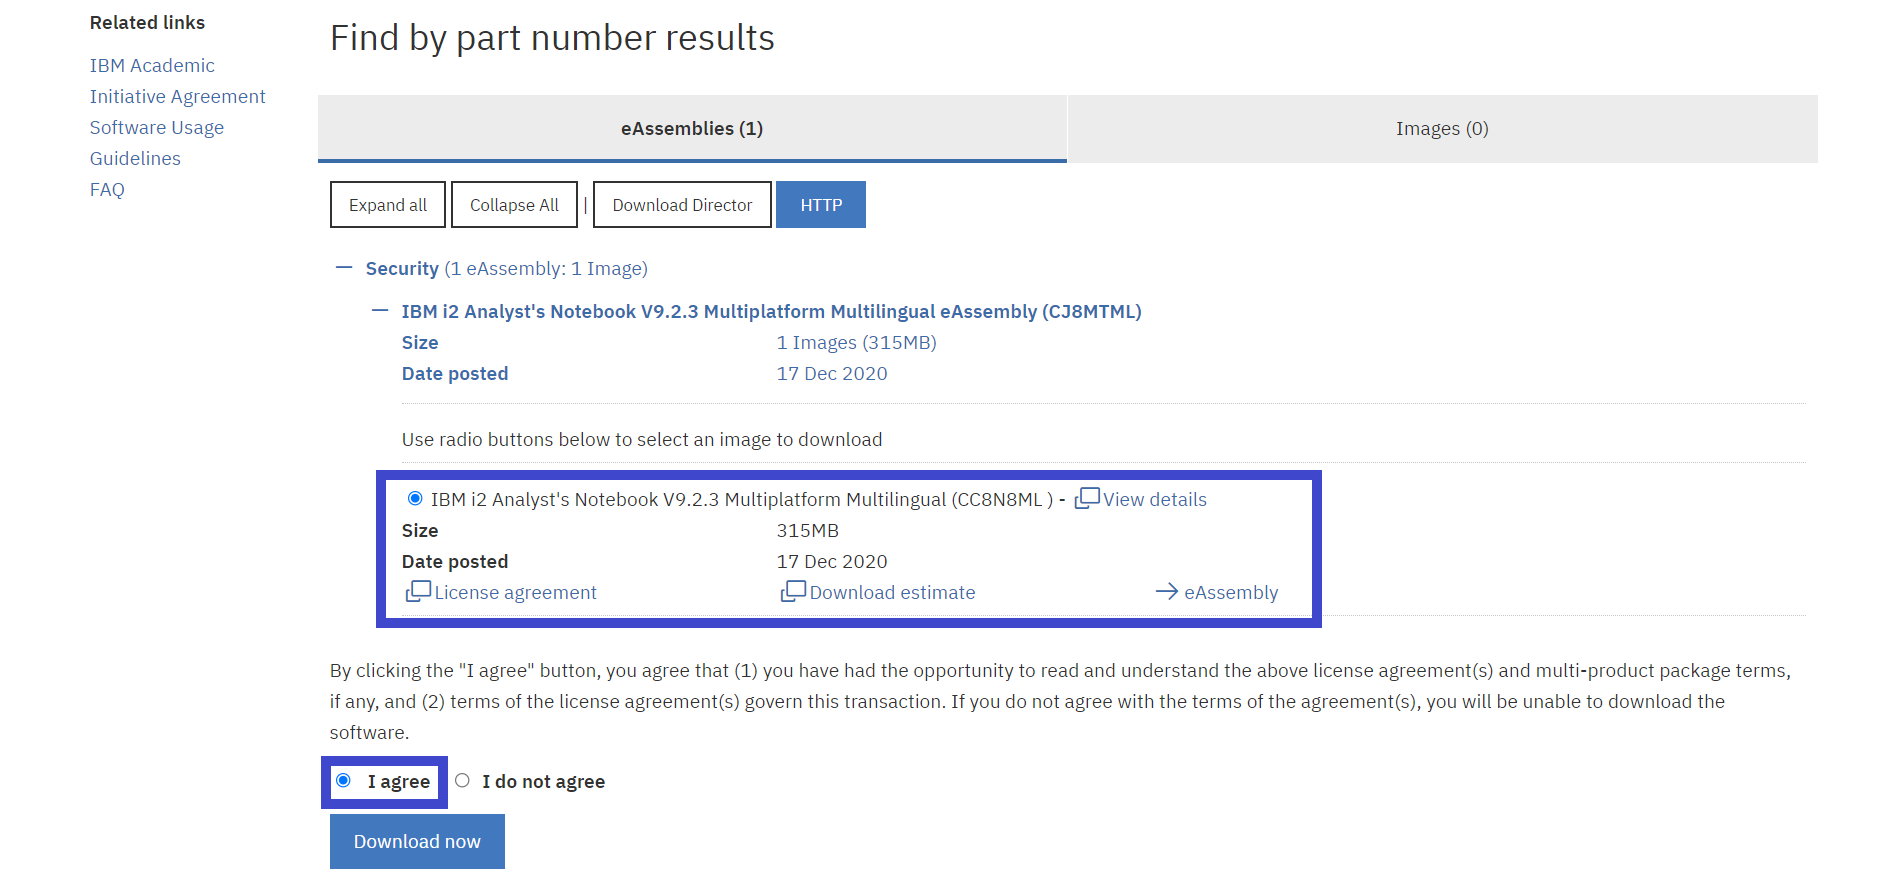 Related links
IBM Academic
Initiative Agreement
Software Usage
Guidelines
FAQ
Find by part number results
eAssemblies (1)
Images (0)
Expand all
Collapse All
|
Download Director
HTTP
Security (1 eAssembly: 1 Image)
IBM i2 Analyst's Notebook V9.2.3 Multiplatform Multilingual eAssembly (CJ8MTML)
Size 1 Images (315MB)
Date posted 17 Dec 2020
Use radio buttons below to select an image to download
IBM i2 Analyst's Notebook V9.2.3 Multiplatform Multilingual (CC8N8ML ) - View details
Size 315MB
Date posted 17 Dec 2020
License agreement Download estimate eAssembly
By clicking the "I agree" button, you agree that (1) you have had the opportunity to read and understand the above license agreement(s) and multi-product package terms,
if any, and (2) terms of the license agreement(s) govern this transaction. If you do not agree with the terms of the agreement(s), you will be unable to download the
software.
I agree I do not agree
Download now